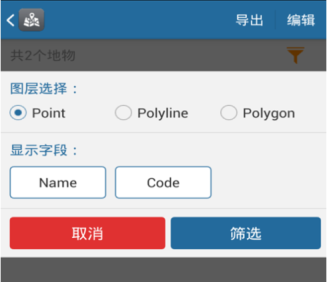 导出 编辑
共2个地物
图层选择：
Point Polyline Polygon
显示字段：
Name Code
取消 筛选